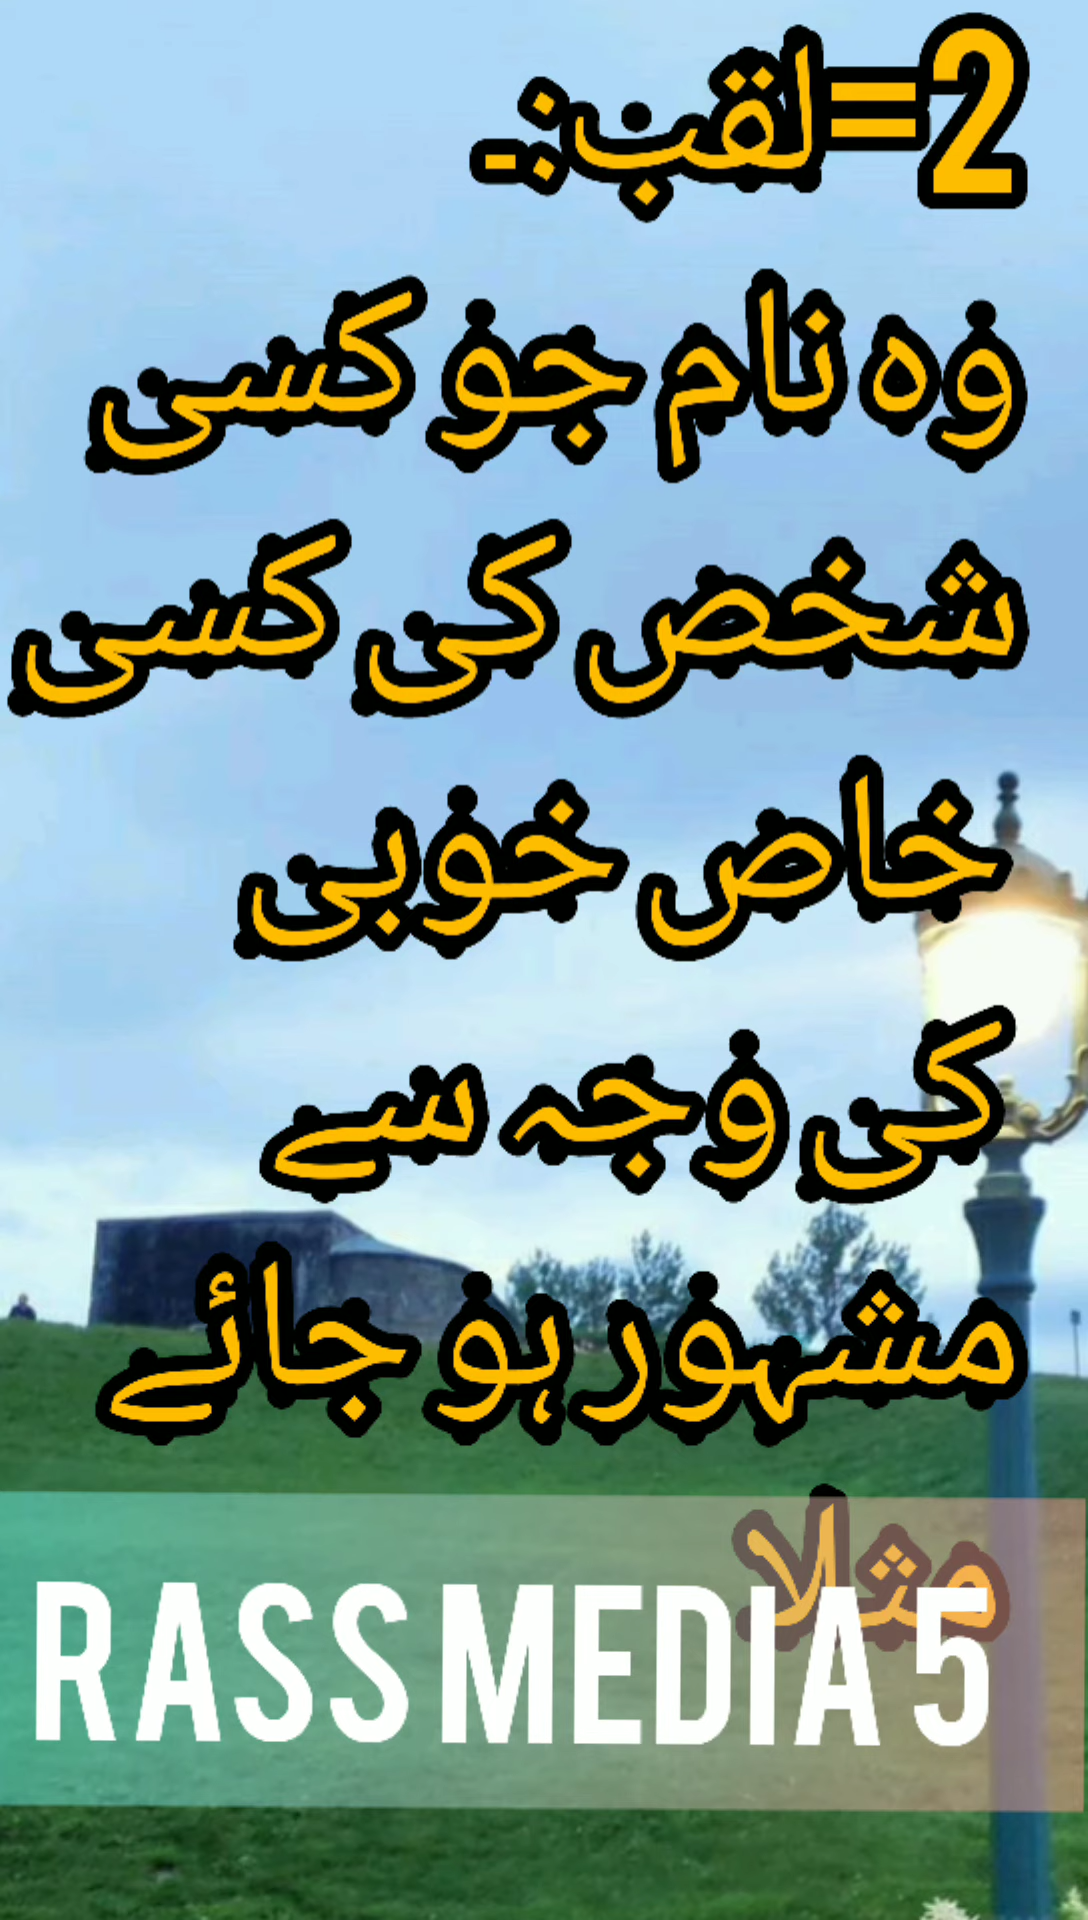 2=لقب:-
وہ نام جو کسی
شخص کی کسی
خاص خوبی
کی وجہ سے
مشہور ہو جائے
مثلا
RASS MEDIA 5